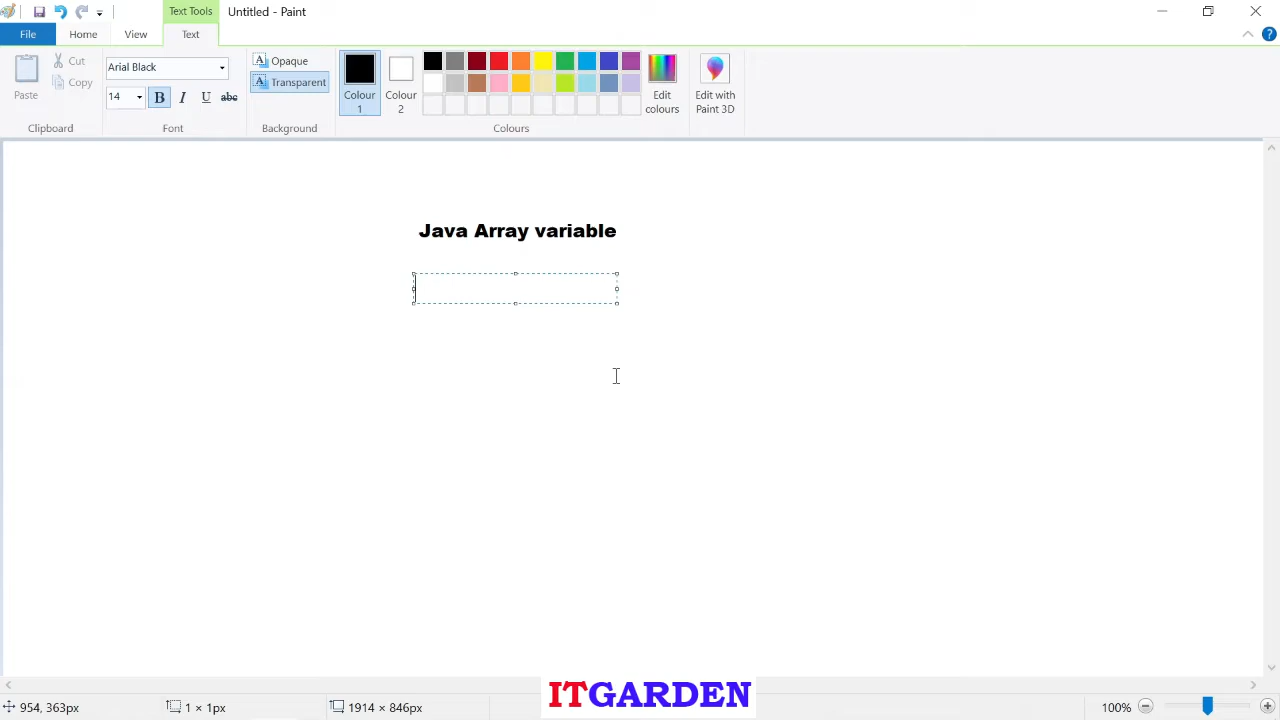 Text Tools
Untitled - Paint
File
Home
View
Text
Paste
Cut
Copy
Clipboard
Arial Black
14
B I U abc
Font
Opaque
Transparent
Background
Colour 1
Colour 2
Edit colours
Colours
Edit with Paint 3D
Java Array variable
ITGARDEN
954, 363px
1 × 1px
1914 × 846px
100%